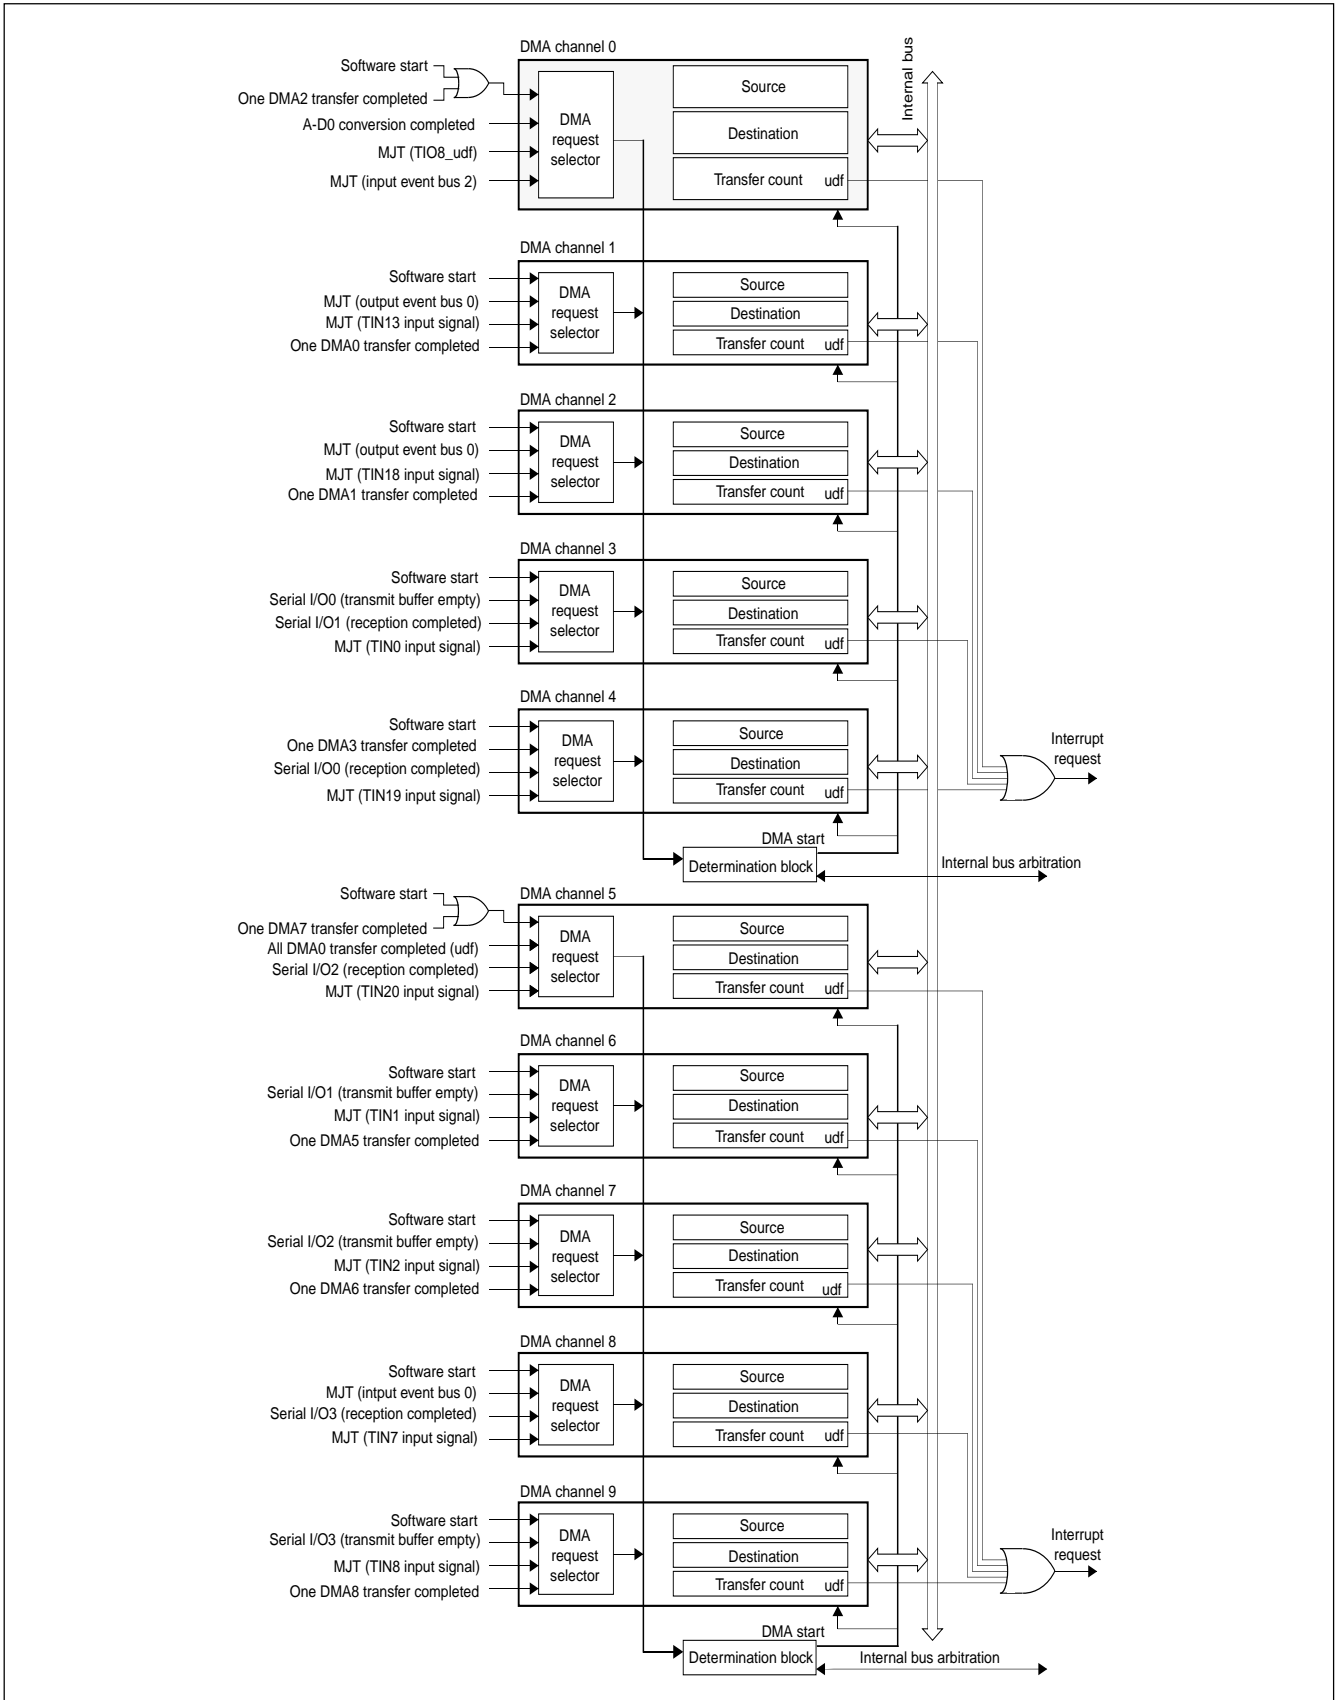 DMA channel 0
Internal bus
Software start
One DMA2 transfer completed
A-D0 conversion completed
MJT (TIO8_udf)
MJT (input event bus 2)
DMA
request
selector
Source
Destination
Transfer count udf
DMA channel 1
Software start
MJT (output event bus 0)
MJT (TIN13 input signal)
One DMA0 transfer completed
DMA
request
selector
Source
Destination
Transfer count udf
DMA channel 2
Software start
MJT (output event bus 0)
MJT (TIN18 input signal)
One DMA1 transfer completed
DMA
request
selector
Source
Destination
Transfer count udf
DMA channel 3
Software start
Serial I/O0 (transmit buffer empty)
Serial I/O1 (reception completed)
MJT (TIN0 input signal)
DMA
request
selector
Source
Destination
Transfer count udf
DMA channel 4
Software start
One DMA3 transfer completed
Serial I/O0 (reception completed)
MJT (TIN19 input signal)
DMA
request
selector
Source
Destination
Transfer count udf
Interrupt
request
DMA start
Determination block
Internal bus arbitration
DMA channel 5
Software start
One DMA7 transfer completed
All DMA0 transfer completed (udf)
Serial I/O2 (reception completed)
MJT (TIN20 input signal)
DMA
request
selector
Source
Destination
Transfer count udf
DMA channel 6
Software start
Serial I/O1 (transmit buffer empty)
MJT (TIN1 input signal)
One DMA5 transfer completed
DMA
request
selector
Source
Destination
Transfer count udf
DMA channel 7
Software start
Serial I/O2 (transmit buffer empty)
MJT (TIN2 input signal)
One DMA6 transfer completed
DMA
request
selector
Source
Destination
Transfer count udf
DMA channel 8
Software start
MJT (intput event bus 0)
Serial I/O3 (reception completed)
MJT (TIN7 input signal)
DMA
request
selector
Source
Destination
Transfer count udf
DMA channel 9
Software start
Serial I/O3 (transmit buffer empty)
MJT (TIN8 input signal)
One DMA8 transfer completed
DMA
request
selector
Source
Destination
Transfer count udf
Interrupt
request
DMA start
Determination block
Internal bus arbitration